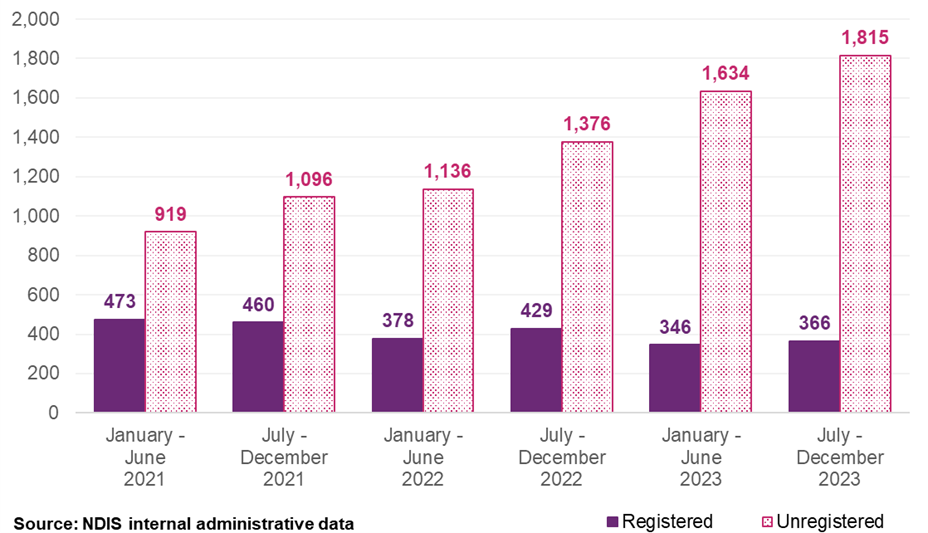 2,000
1,800
1,600
1,400
1,200
1,000
800
600
400
200
0
473
919
460
1,096
378
1,136
429
1,376
346
1,634
366
1,815
January -
June
2021
July -
December
2021
January -
June
2022
July -
December
2022
January -
June
2023
July -
December
2023
Source: NDIS internal administrative data
Registered
Unregistered